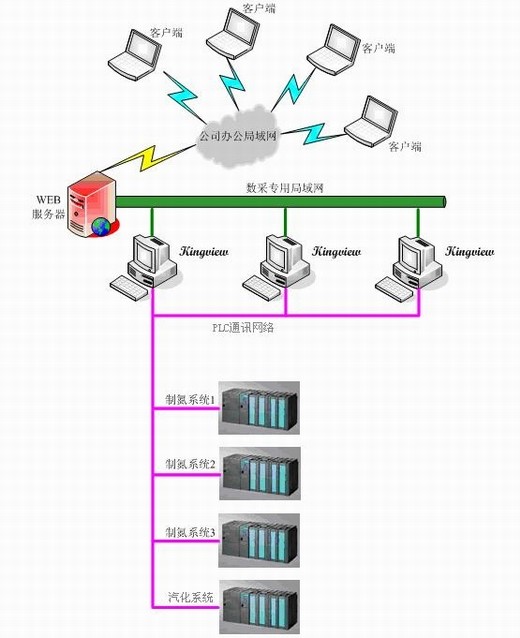 客户端
客户端
客户端
客户端
公司办公局域网
WEB
服务器
数采专用局域网
Kingview
Kingview
Kingview
PLC通讯网络
制氮系统1
制氮系统2
制氮系统3
汽化系统